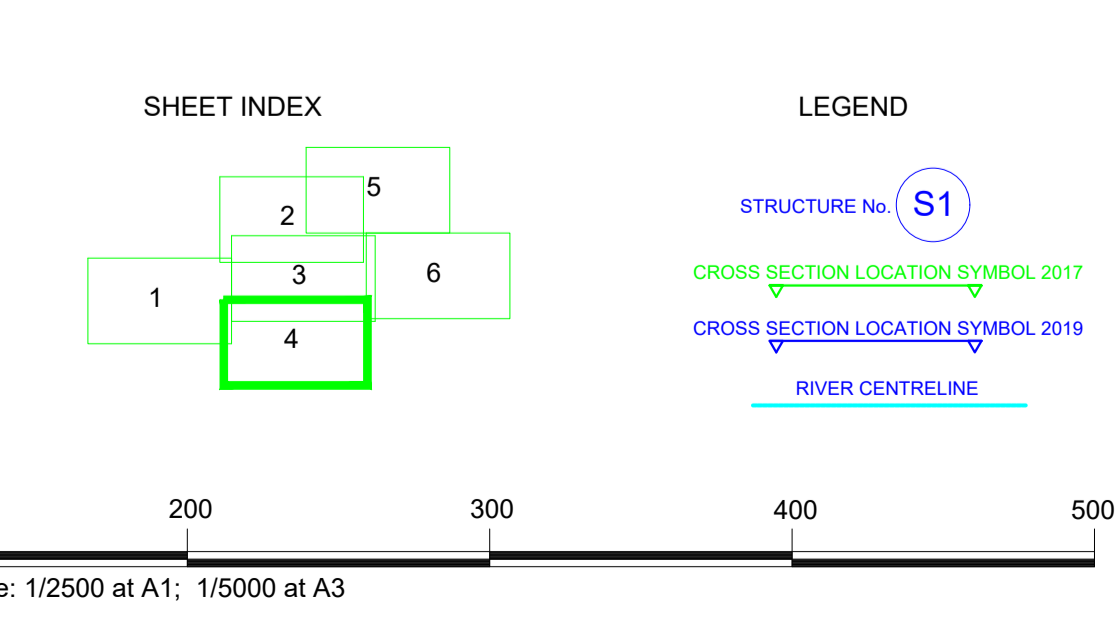 SHEET INDEX
5
2
3
6
1
4
LEGEND
STRUCTURE No. S1
CROSS SECTION LOCATION SYMBOL 2017
CROSS SECTION LOCATION SYMBOL 2019
RIVER CENTRELINE
200 300 400 500
e: 1/2500 at A1; 1/5000 at A3